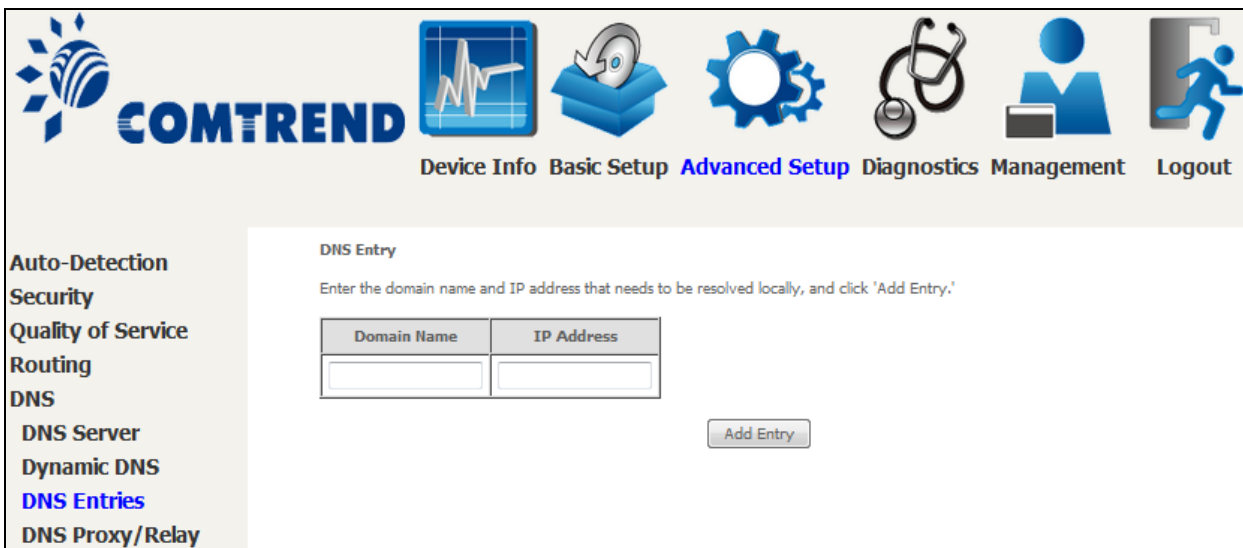 COMTREND
Device Info Basic Setup Advanced Setup Diagnostics Management Logout
Auto-Detection
Security
Quality of Service
Routing
DNS
DNS Server
Dynamic DNS
DNS Entries
DNS Proxy/Relay
DNS Entry
Enter the domain name and IP address that needs to be resolved locally, and click 'Add Entry.'
Domain Name IP Address
Add Entry